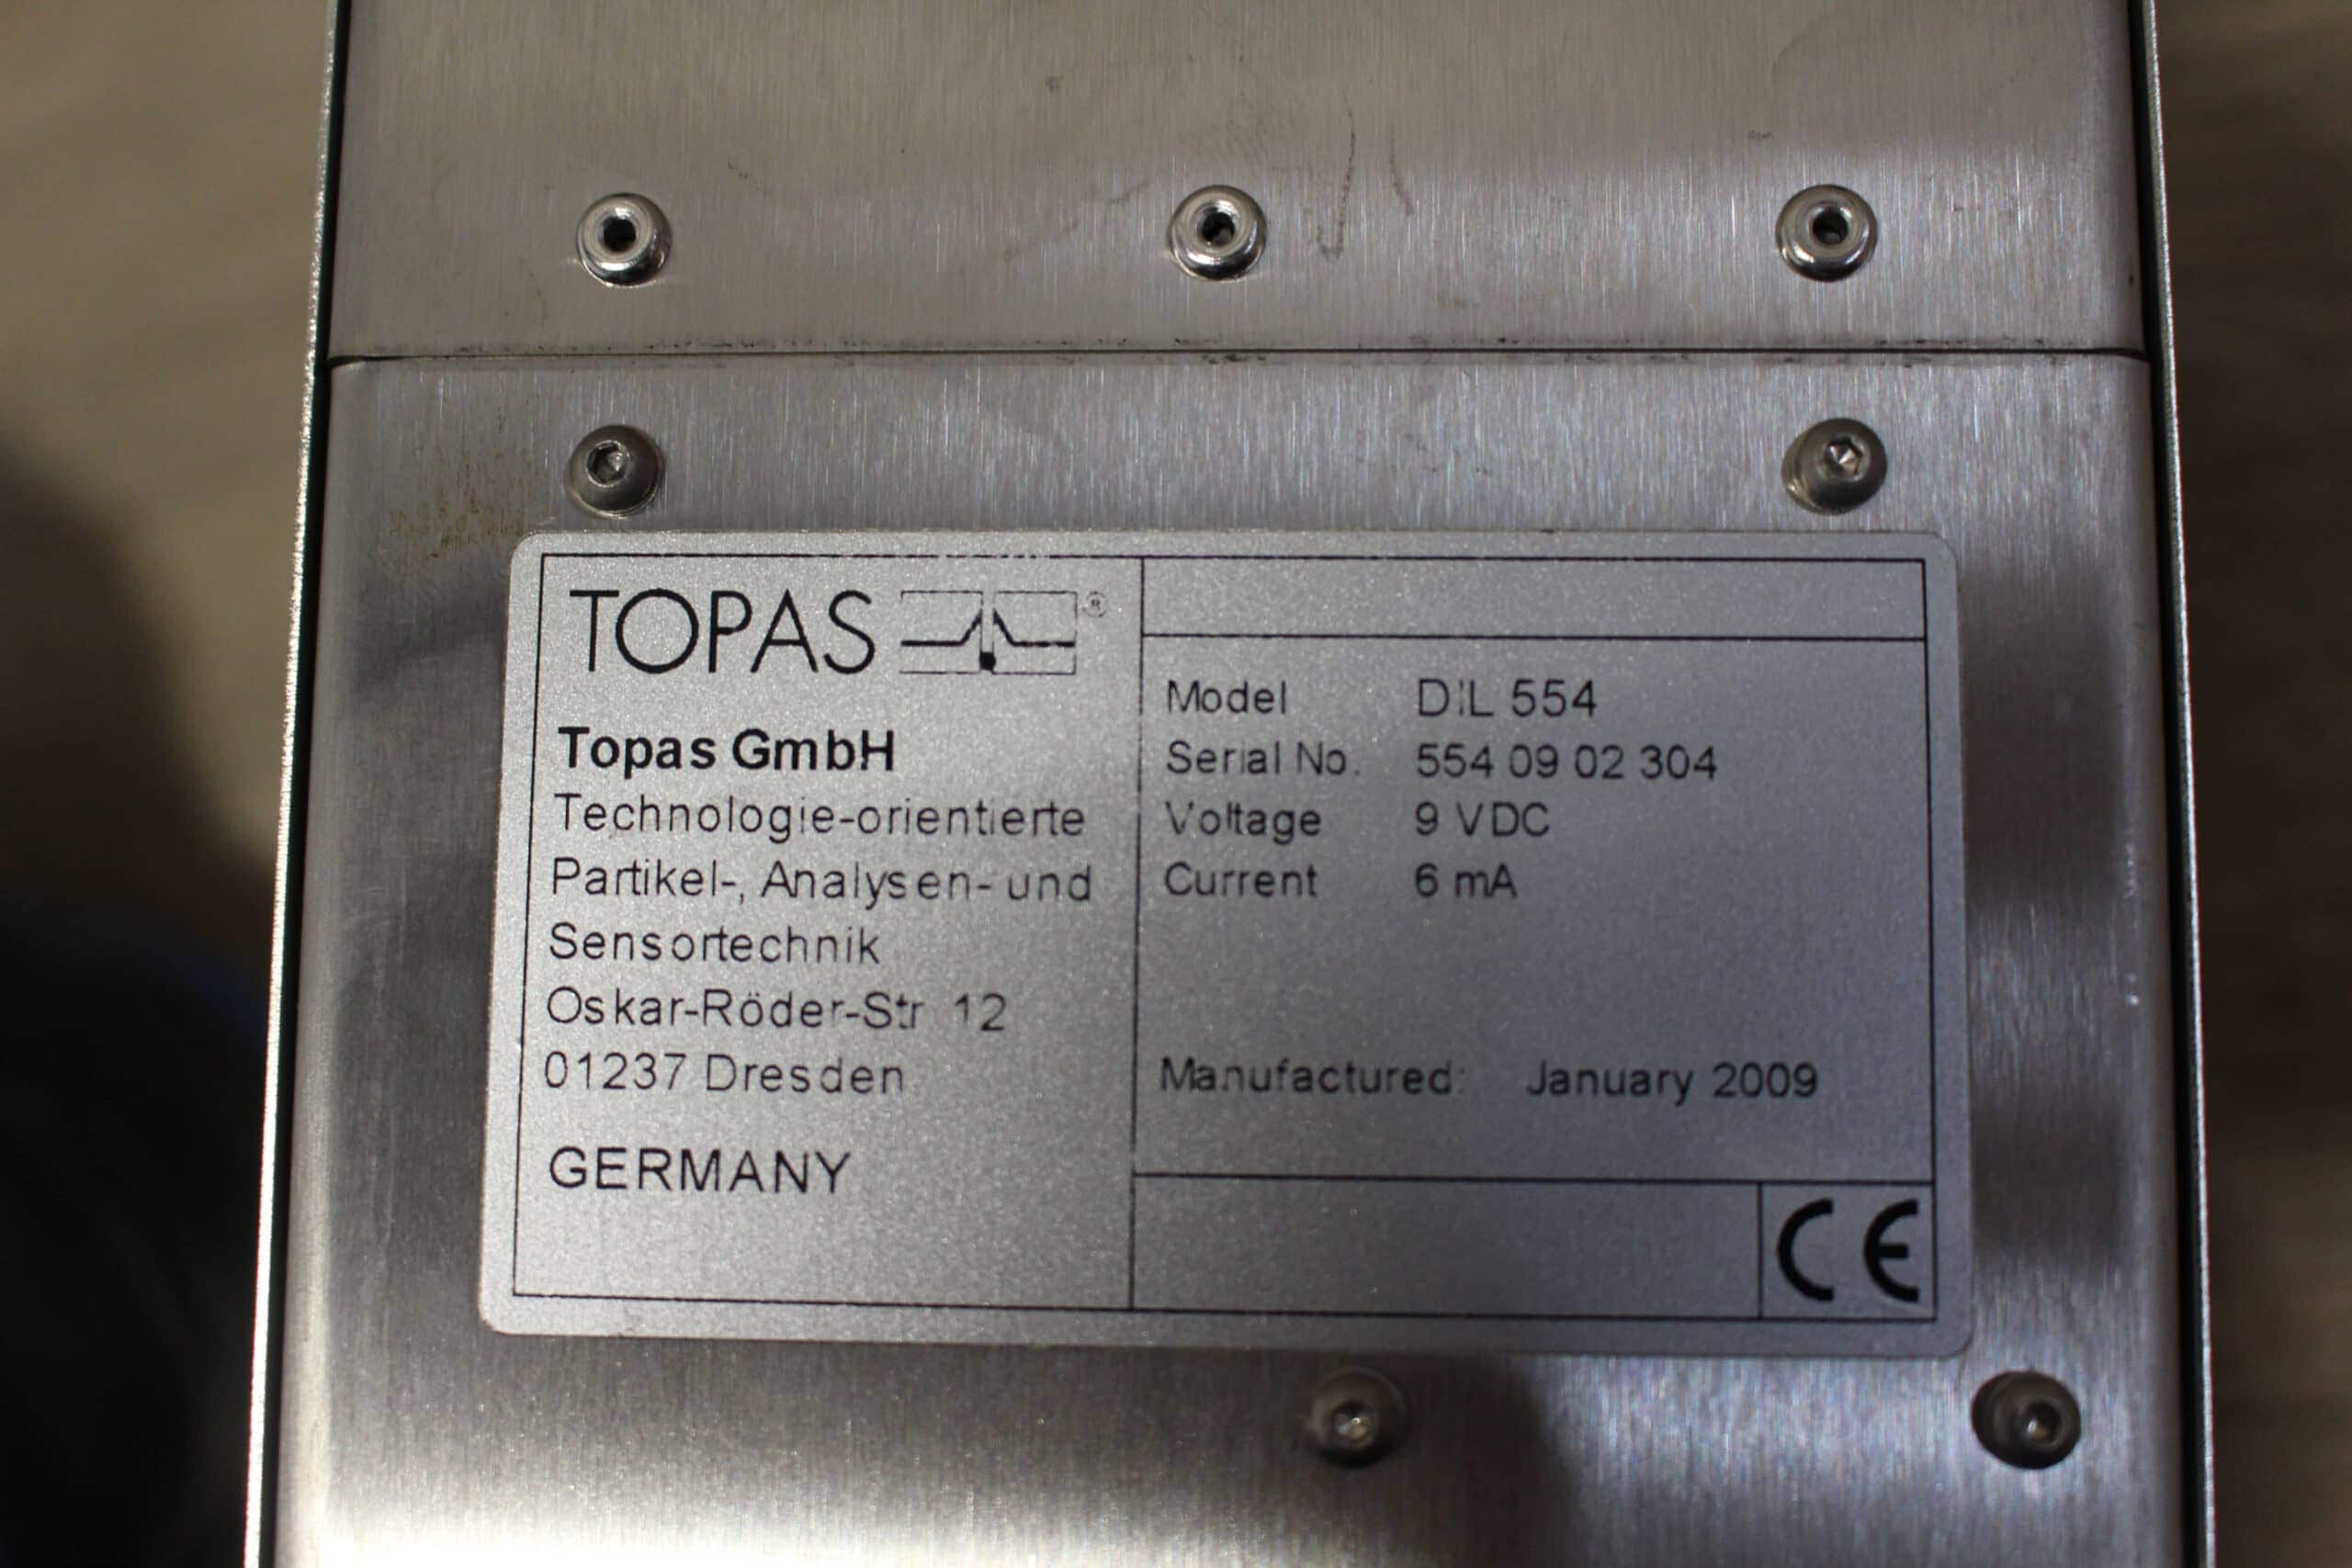 TOPAS ®
Topas GmbH
Technologie-orientierte
Partikel-, Analysen- und
Sensortechnik
Oskar-Röder-Str 12
01237 Dresden
GERMANY
Model DIL 554
Serial No. 554 09 02 304
Voltage 9 VDC
Current 6 mA
Manufactured: January 2009
CE